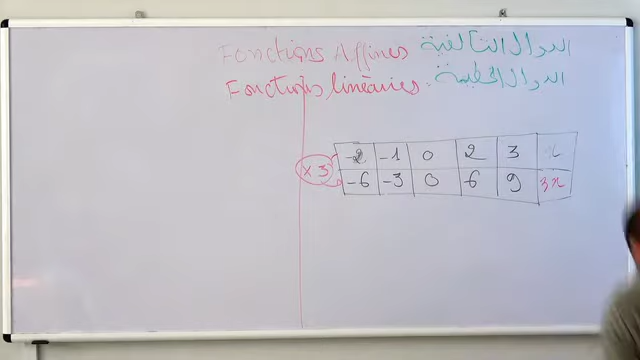 Fonctions Affines الدوال التآلفية
Fonctions linéaires. الدوال الخطية
-2 -1 0 2 3 x
× 3
-6 -3 0 6 9 3x